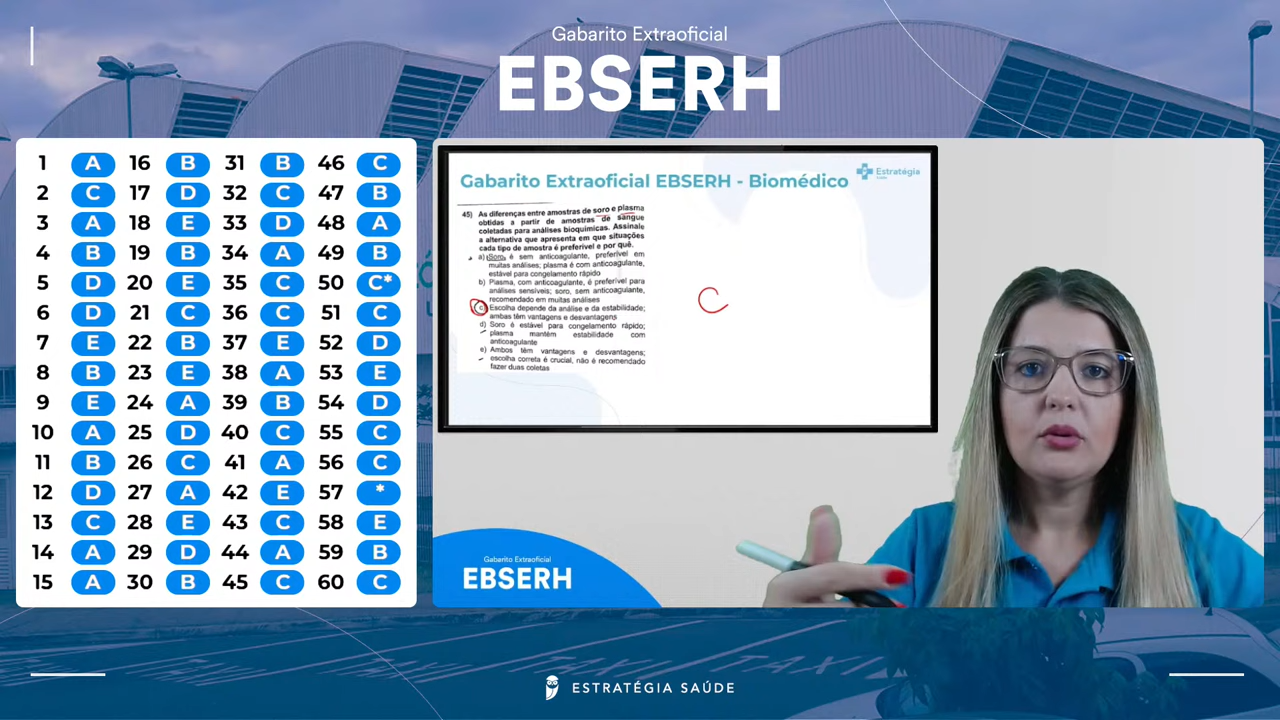 Gabarito Extraoficial
EBSERH
1 A 16 B 31 B 46 C
2 C 17 D 32 C 47 B
3 A 18 E 33 D 48 A
4 B 19 B 34 A 49 B
5 D 20 E 35 C 50 C*
6 D 21 C 36 C 51 C
7 E 22 B 37 E 52 D
8 B 23 E 38 A 53 E
9 E 24 A 39 B 54 D
10 A 25 D 40 C 55 C
11 B 26 C 41 A 56 C
12 D 27 A 42 E 57 *
13 C 28 E 43 C 58 E
14 A 29 D 44 A 59 B
15 A 30 B 45 C 60 C
Gabarito Extraoficial EBSERH - Biomédico
Estratégia
45) As diferenças entre amostras de soro e plasma
obtidas a partir de amostras de sangue
coletadas para análises bioquímicas. Assinale
a alternativa que apresenta em que situações
cada tipo de amostra é preferível e por quê.
a) Soro, é sem anticoagulante, preferível em
muitas análises; plasma é com anticoagulante,
estável para congelamento rápido
b) Plasma, com anticoagulante, é preferível para
análises sensíveis; soro, sem anticoagulante,
recomendado em muitas análises
c) Escolha depende da análise e da estabilidade;
ambas têm vantagens e desvantagens
d) Soro é estável para congelamento rápido;
plasma mantém estabilidade com
anticoagulante
e) Ambos têm vantagens e desvantagens;
escolha correta é crucial, não é recomendado
fazer duas coletas
C
Gabarito Extraoficial
EBSERH
ESTRATÉGIA SAÚDE